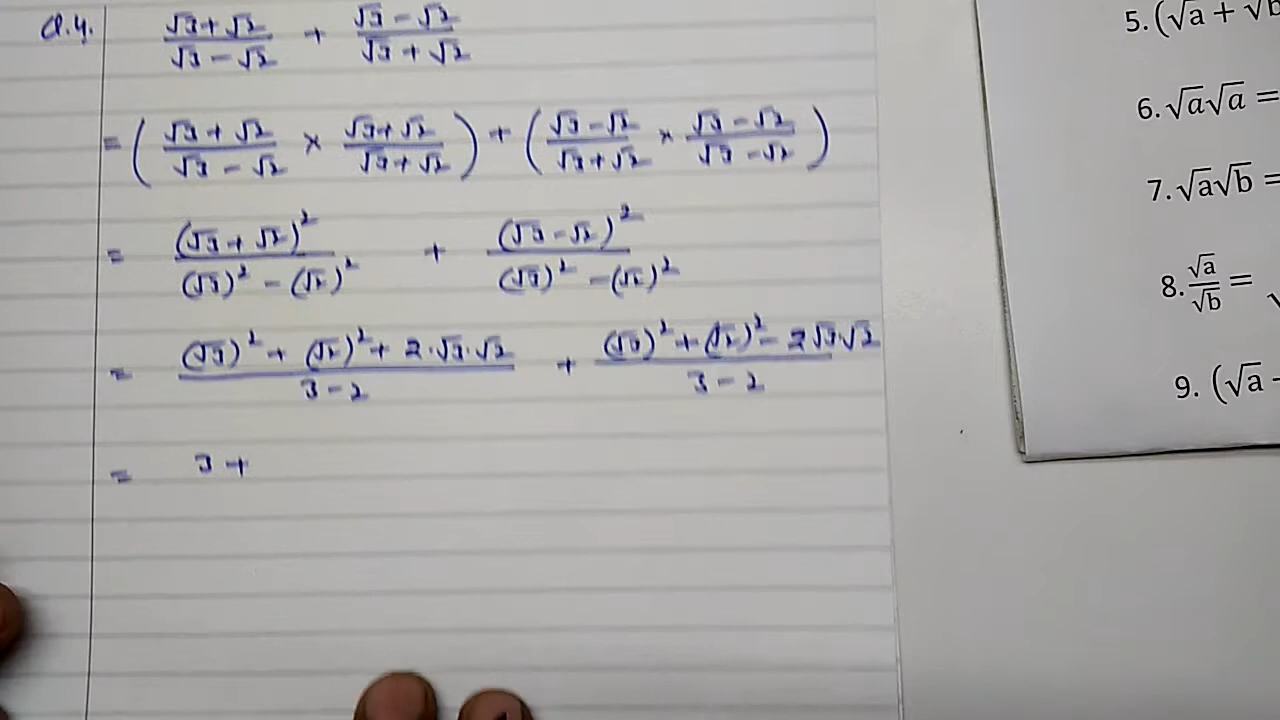 Q.4. (√3+√2)/(√3-√2) + (√3-√2)/(√3+√2)
= ((√3+√2)/(√3-√2) × (√3+√2)/(√3+√2)) + ((√3-√2)/(√3+√2) × (√3-√2)/(√3-√2))
= (√3+√2)²/((√3)²-(√2)²) + (√3-√2)²/((√3)²-(√2)²)
= ((√3)²+(√2)²+2·√3·√2)/(3-2) + ((√3)²+(√2)²-2√3·√2)/(3-2)
= 3+
5. (√a + √b
6. √a√a =
7. √a√b =
8. √a/√b =
9. (√a -